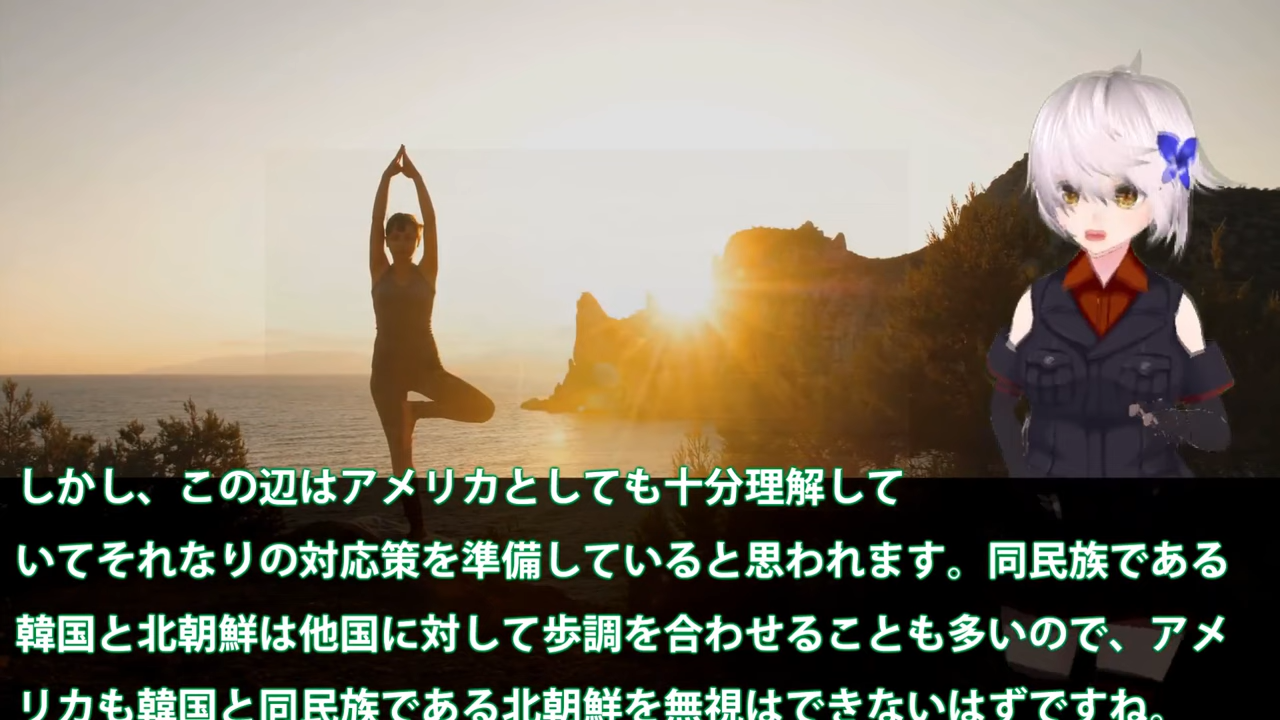 しかし、この辺はアメリカとしても十分理解して
いてそれなりの対応策を準備していると思われます。同民族である
韓国と北朝鮮は他国に対して歩調を合わせることも多いので、アメ
リカも韓国と同民族である北朝鮮を無視はできないはずですね。